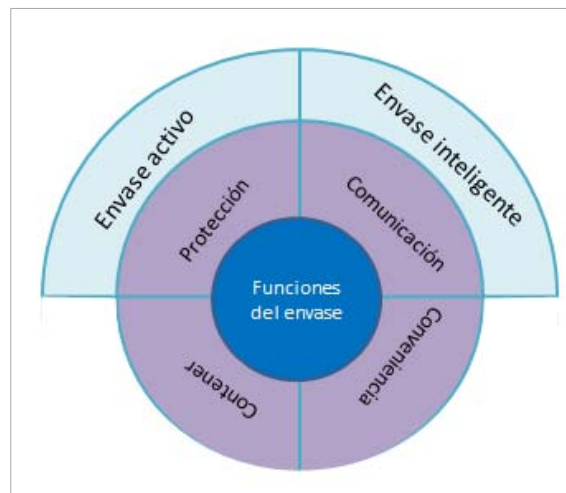 Envase activo
Envase inteligente
Protección
Comunicación
Funciones
del envase
Contener
Conveniencia